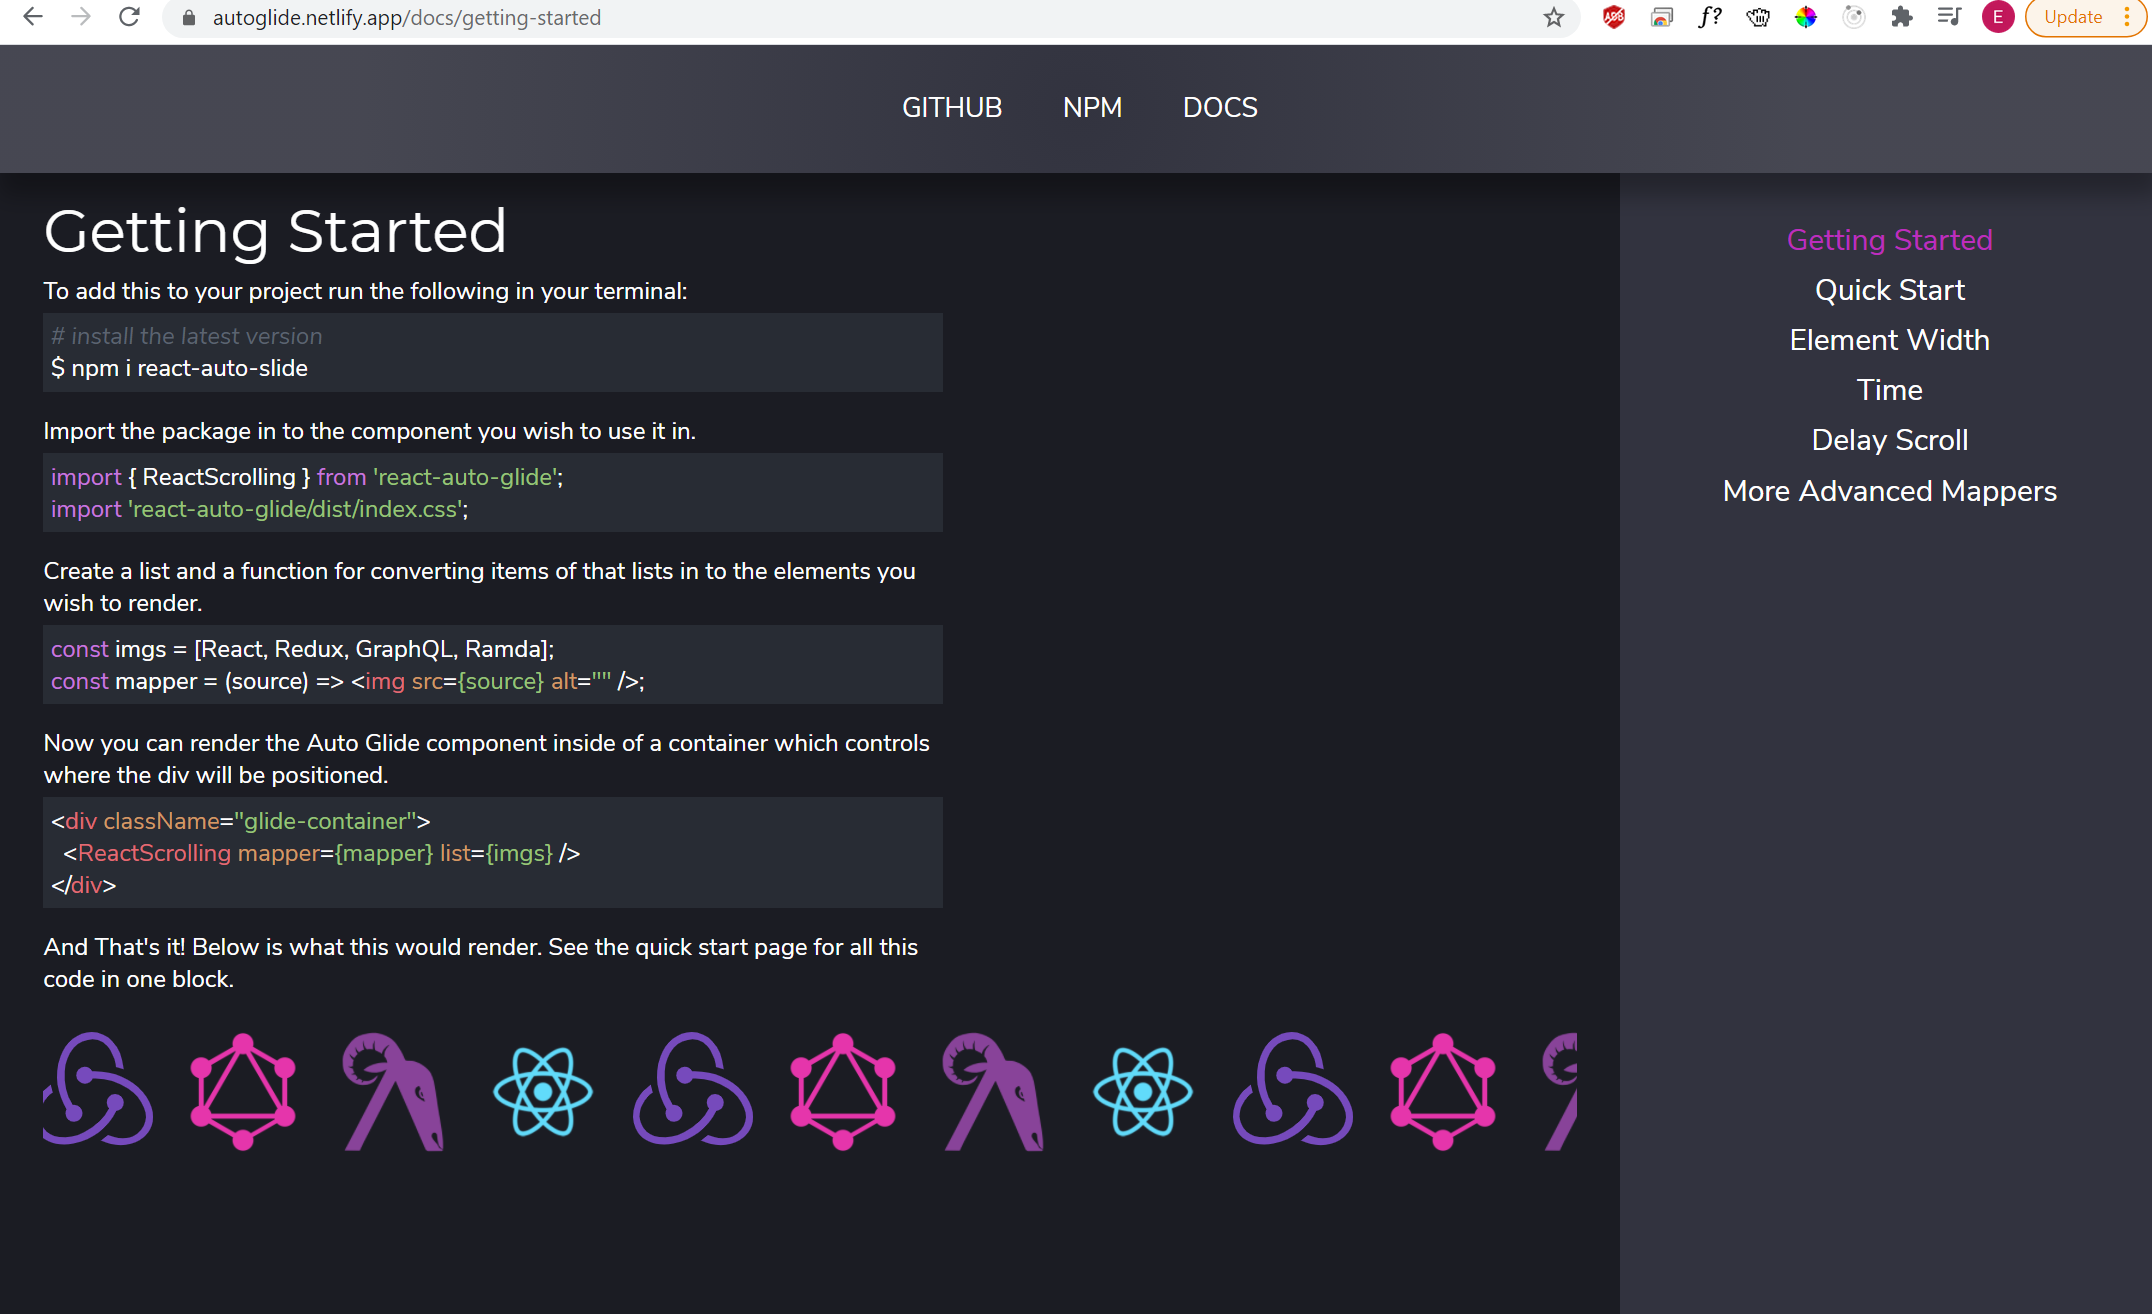 autoglide.netlify.app/docs/getting-started
ABB
f?
E
Update
GITHUB NPM DOCS
Getting Started
To add this to your project run the following in your terminal:
# install the latest version
$ npm i react-auto-slide
Import the package in to the component you wish to use it in.
import { ReactScrolling } from 'react-auto-glide';
import 'react-auto-glide/dist/index.css';
Create a list and a function for converting items of that lists in to the elements you
wish to render.
const imgs = [React, Redux, GraphQL, Ramda];
const mapper = (source) => <img src={source} alt="" />;
Now you can render the Auto Glide component inside of a container which controls
where the div will be positioned.
<div className="glide-container">
  <ReactScrolling mapper={mapper} list={imgs} />
</div>
And That's it! Below is what this would render. See the quick start page for all this
code in one block.
Getting Started
Quick Start
Element Width
Time
Delay Scroll
More Advanced Mappers